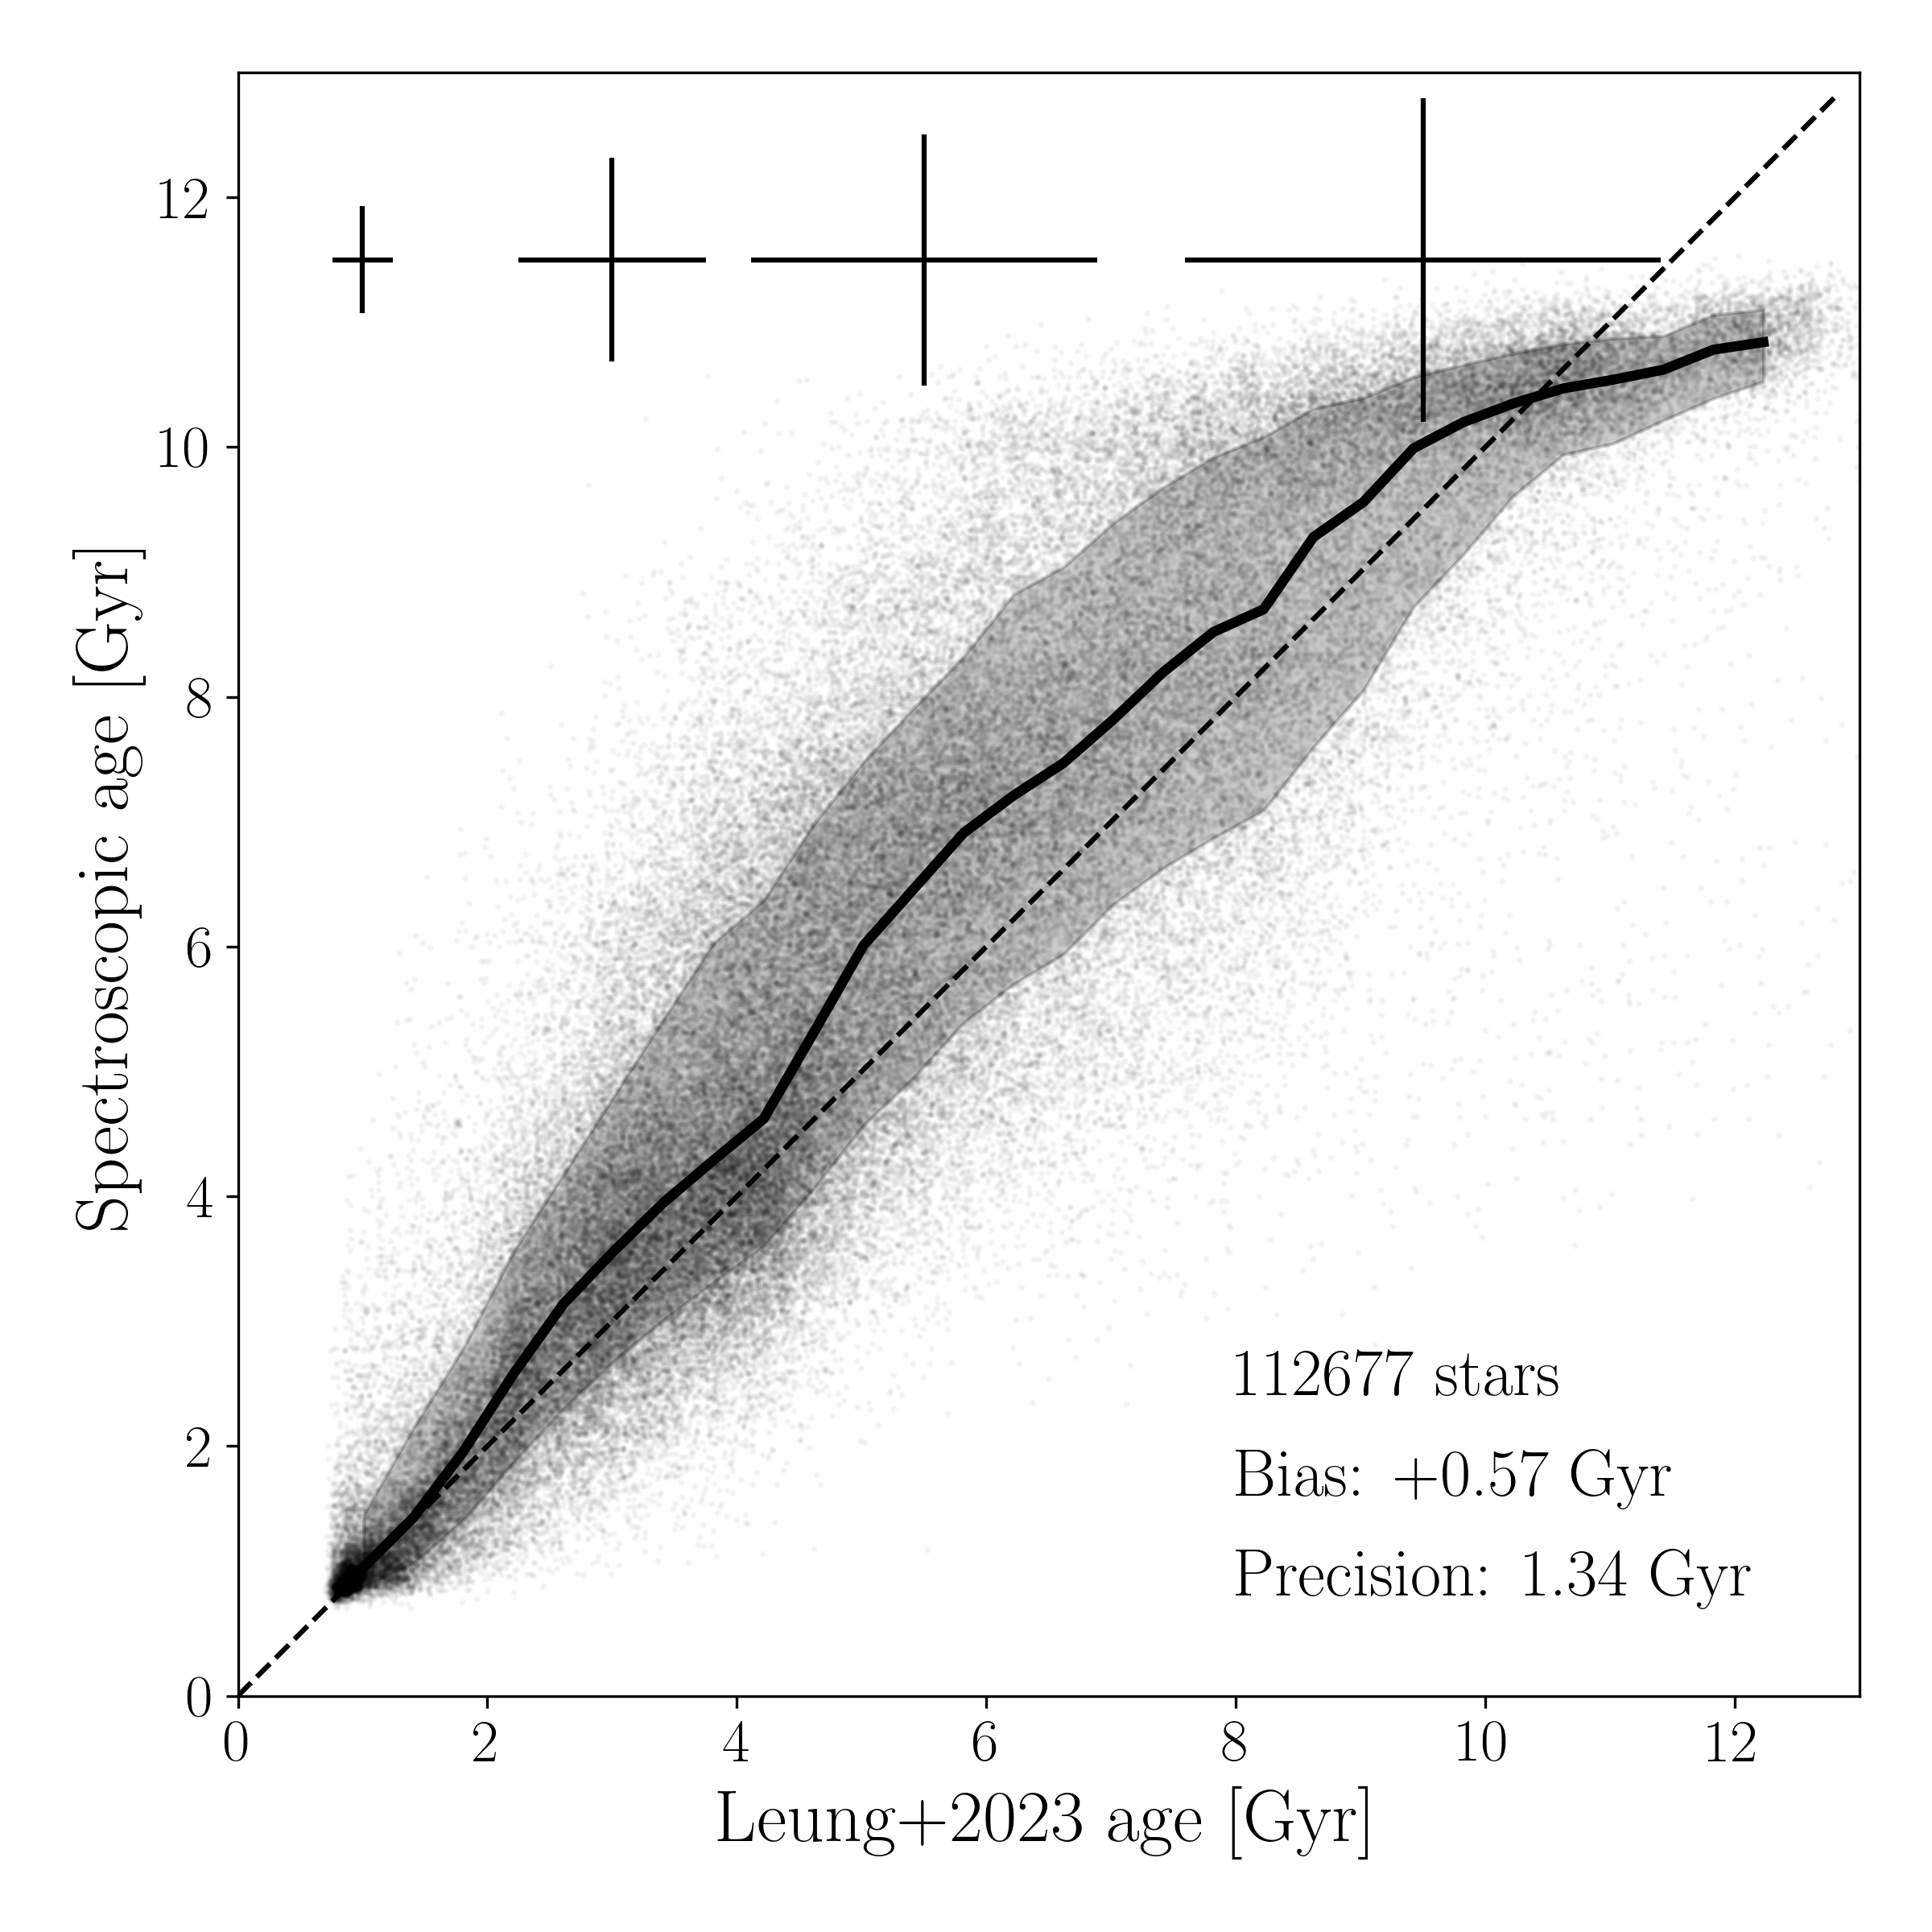 12
10
8
6
4
2
0
Spectroscopic age [Gyr]
112677 stars
Bias: +0.57 Gyr
Precision: 1.34 Gyr
0 2 4 6 8 10 12
Leung+2023 age [Gyr]